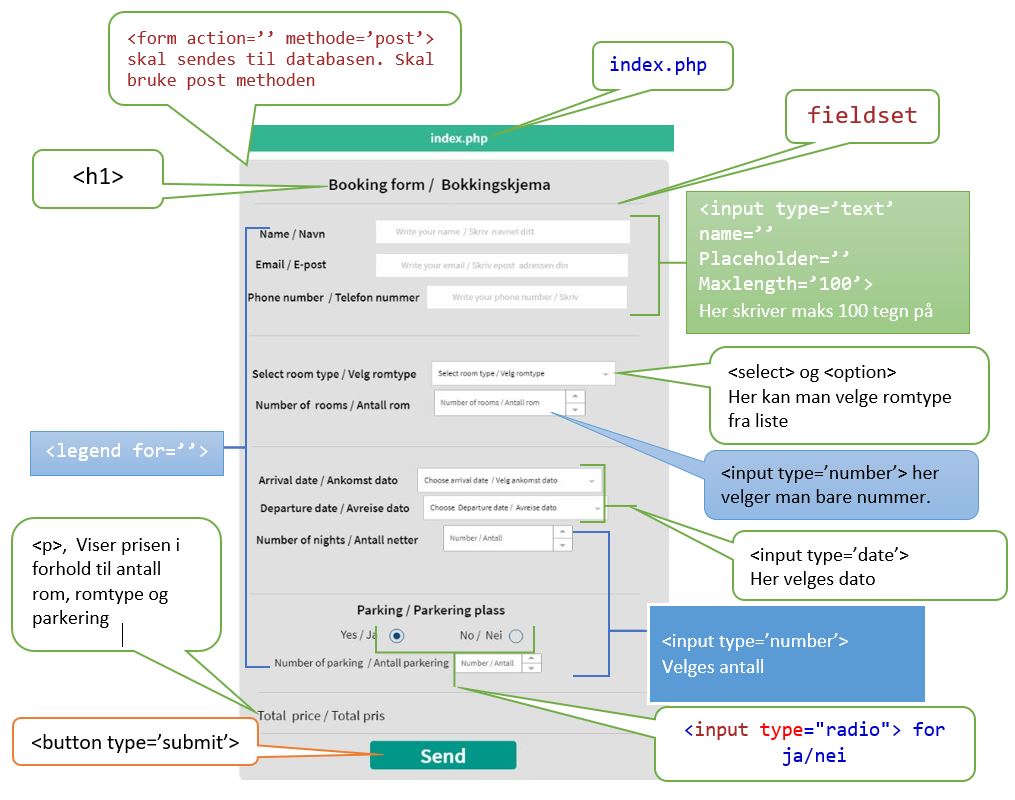 <form action=’’ methode=’post’>
skal sendes til databasen. Skal
bruke post methoden
index.php
fieldset
index.php
<h1>
Booking form / Bokkingskjema
<input type=’text’
name=’’
Placeholder=’’
Maxlength=’100’>
Her skriver maks 100 tegn på
Name / Navn
Write your name / Skriv navnet ditt
Email / E-post
Write your email / Skriv epost adressen din
Phone number / Telefon nummer
Write your phone number / Skriv
Select room type / Velg romtype
Select room type / Velg romtype
Number of rooms / Antall rom
Number of rooms / Antall rom
<select> og <option>
Her kan man velge romtype
fra liste
<legend for=’’>
<input type=’number’> her
velger man bare nummer.
Arrival date / Ankomst dato
Choose arrival date / Velg ankomst dato
Departure date / Avreise dato
Choose Departure date / Avreise dato
Number of nights / Antall netter
Number / Antall
<p>, Viser prisen i
forhold til antall
rom, romtype og
parkering
<input type=’date’>
Her velges dato
Parking / Parkering plass
Yes / Ja
No / Nei
Number of parking / Antall parkering
Number / Antall
<input type=’number’>
Velges antall
Total price / Total pris
<button type=’submit’>
Send
<input type="radio"> for
ja/nei